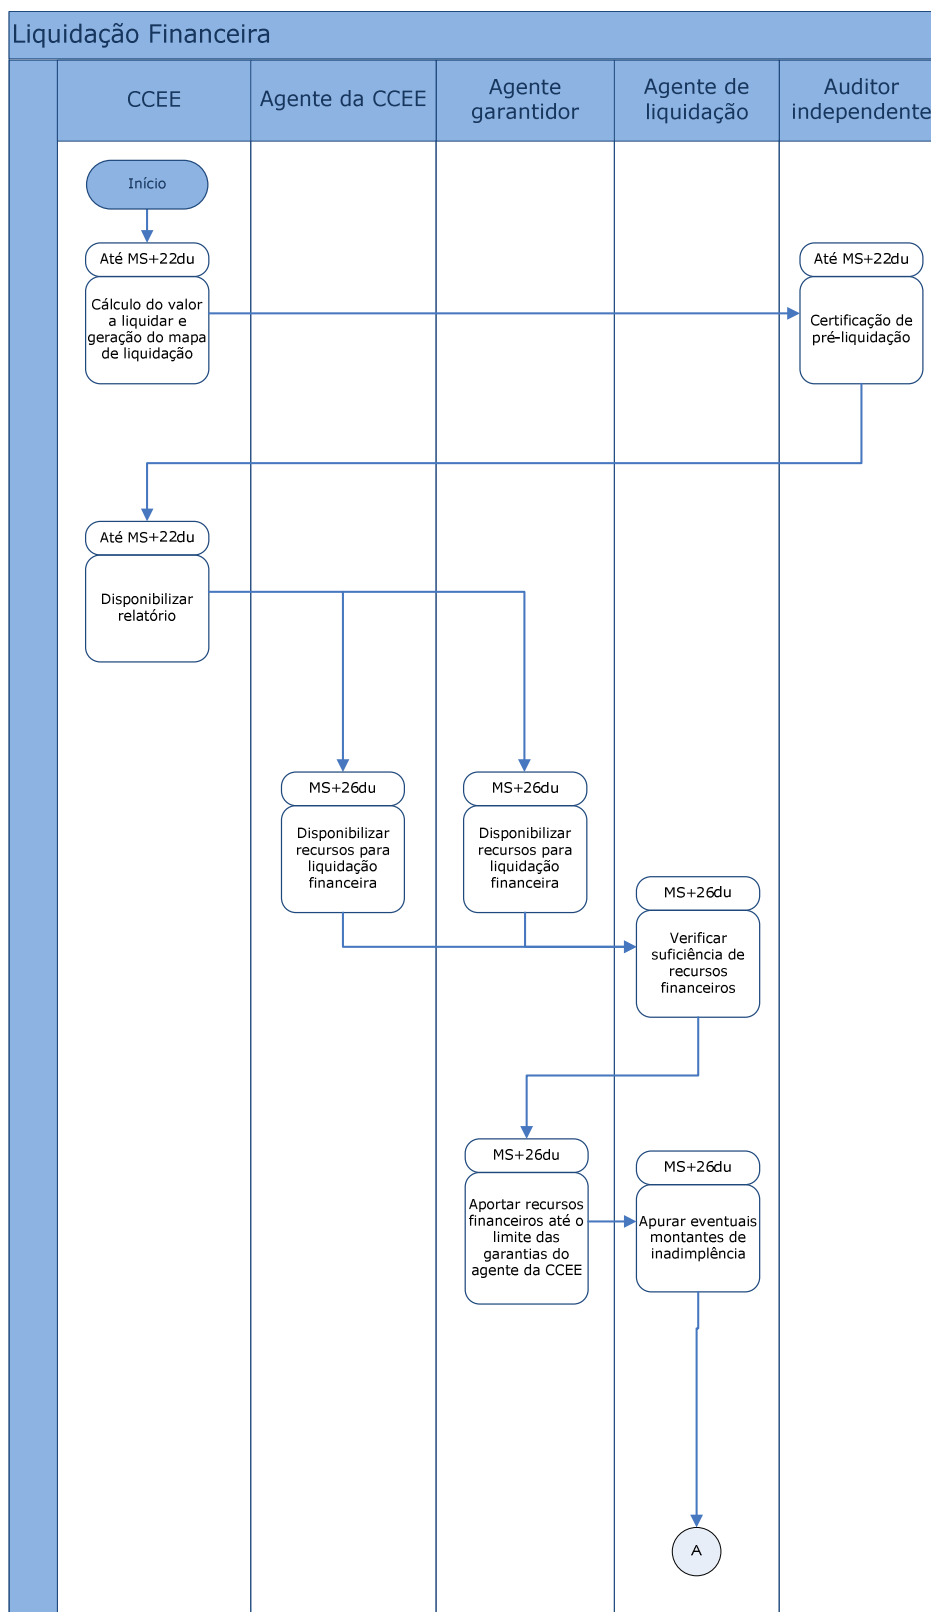 Liquidação Financeira
CCEE
Agente da CCEE
Agente
garantidor
Agente de
liquidação
Auditor
independente
Início
Até MS+22du
Cálculo do valor
a liquidar e
geração do mapa
de liquidação
Até MS+22du
Certificação de
pré-liquidação
Até MS+22du
Disponibilizar
relatório
MS+26du
Disponibilizar
recursos para
liquidação
financeira
MS+26du
Disponibilizar
recursos para
liquidação
financeira
MS+26du
Verificar
suficiência de
recursos
financeiros
MS+26du
Aportar recursos
financeiros até o
limite das
garantias do
agente da CCEE
MS+26du
Apurar eventuais
montantes de
inadimplência
A